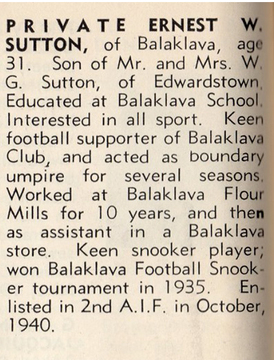 PRIVATE ERNEST W.
SUTTON, of Balaklava, age
31. Son of Mr. and Mrs. W.
G. Sutton, of Edwardstown.
Educated at Balaklava School.
Interested in all sport. Keen
football supporter of Balaklava
Club, and acted as boundary
umpire for several seasons.
Worked at Balaklava Flour
Mills for 10 years, and then
as assistant in a Balaklava
store. Keen snooker player;
won Balaklava Football Snook-
er tournament in 1935. En-
listed in 2nd A.I.F. in October,
1940.